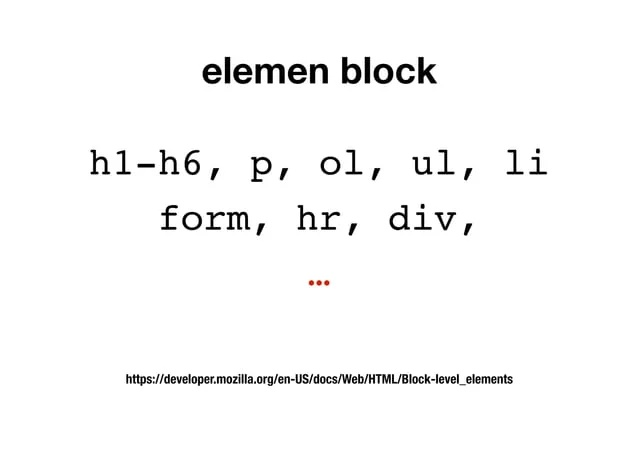 elemen block
h1-h6, p, ol, ul, li
form, hr, div,
...
https://developer.mozilla.org/en-US/docs/Web/HTML/Block-level_elements